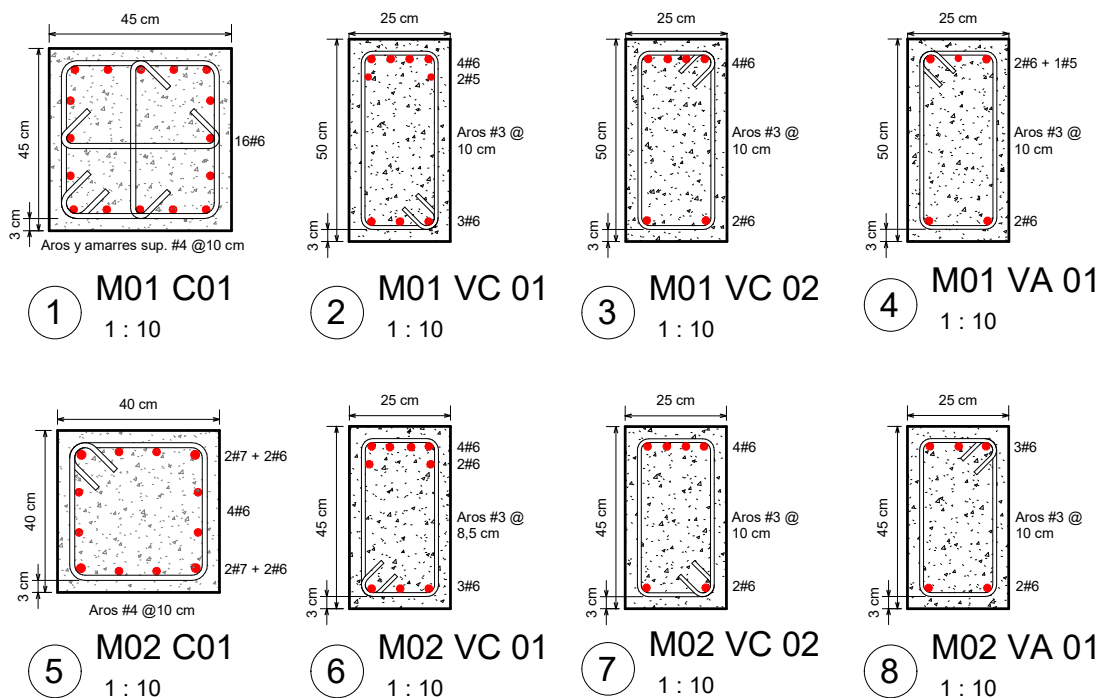 45 cm
45 cm
3 cm
16#6
Aros y amarres sup. #4 @10 cm
1
M01 C01
1 : 10
25 cm
50 cm
3 cm
4#6
2#5
Aros #3 @
10 cm
3#6
2
M01 VC 01
1 : 10
25 cm
50 cm
3 cm
4#6
Aros #3 @
10 cm
2#6
3
M01 VC 02
1 : 10
25 cm
50 cm
3 cm
2#6 + 1#5
Aros #3 @
10 cm
2#6
4
M01 VA 01
1 : 10
40 cm
40 cm
3 cm
2#7 + 2#6
4#6
2#7 + 2#6
Aros #4 @10 cm
5
M02 C01
1 : 10
25 cm
45 cm
3 cm
4#6
2#6
Aros #3 @
8,5 cm
3#6
6
M02 VC 01
1 : 10
25 cm
45 cm
3 cm
4#6
Aros #3 @
10 cm
2#6
7
M02 VC 02
1 : 10
25 cm
45 cm
3 cm
3#6
Aros #3 @
10 cm
2#6
8
M02 VA 01
1 : 10